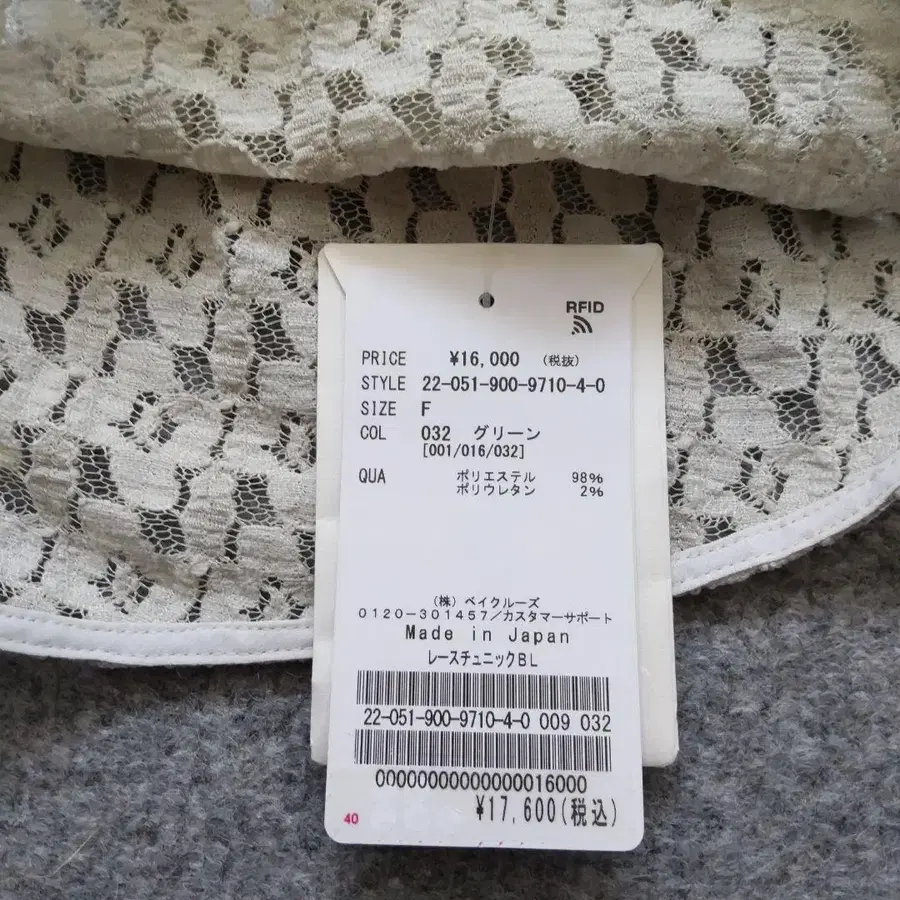 RFID
PRICE ¥16,000 (税抜)
STYLE 22-051-900-9710-4-0
SIZE F
COL 032 グリーン
[001/016/032]
QUA ポリエステル 98%
ポリウレタン 2%
(株) ベイクルーズ
0120-301457/カスタマーサポート
Made in Japan
レースチュニックBL
22-051-900-9710-4-0 009 032
0000000000000016000
¥17,600(税込)
40